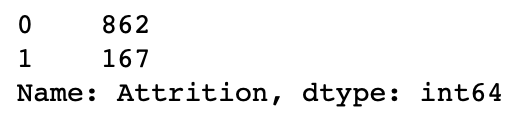 0    862
1    167
Name: Attrition, dtype: int64